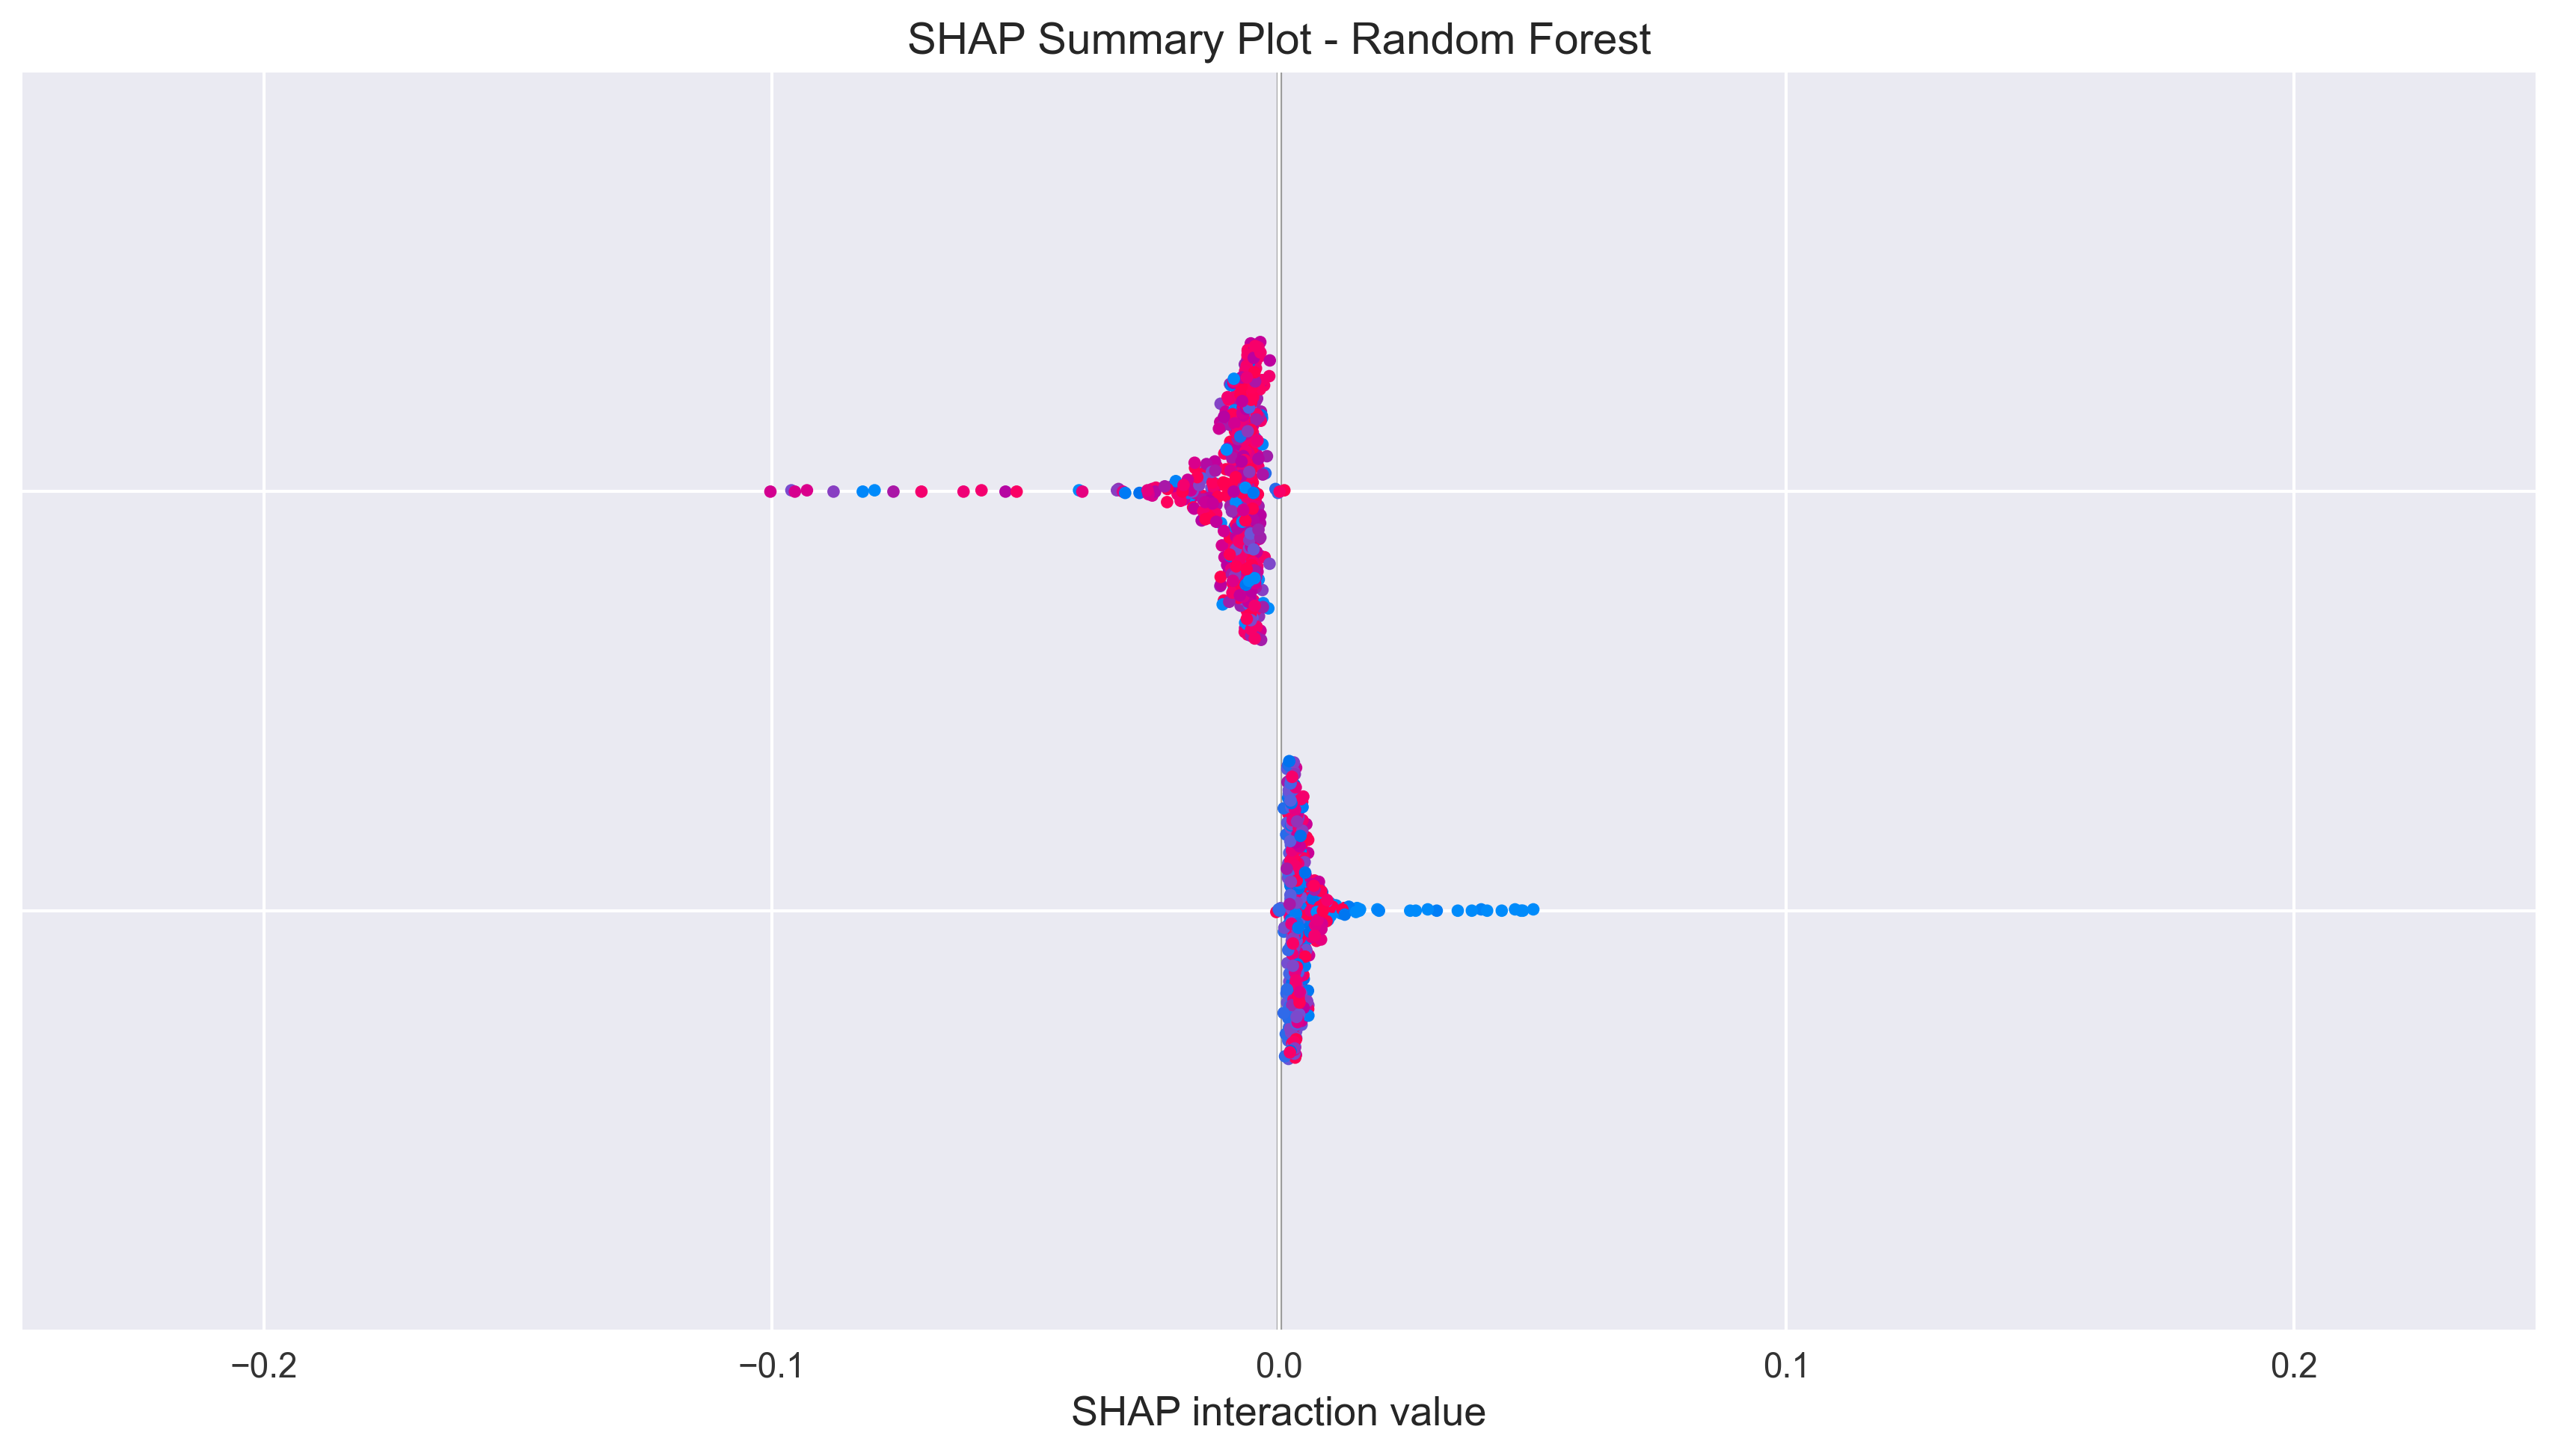 SHAP Summary Plot - Random Forest
−0.2 −0.1 0.0 0.1 0.2
SHAP interaction value